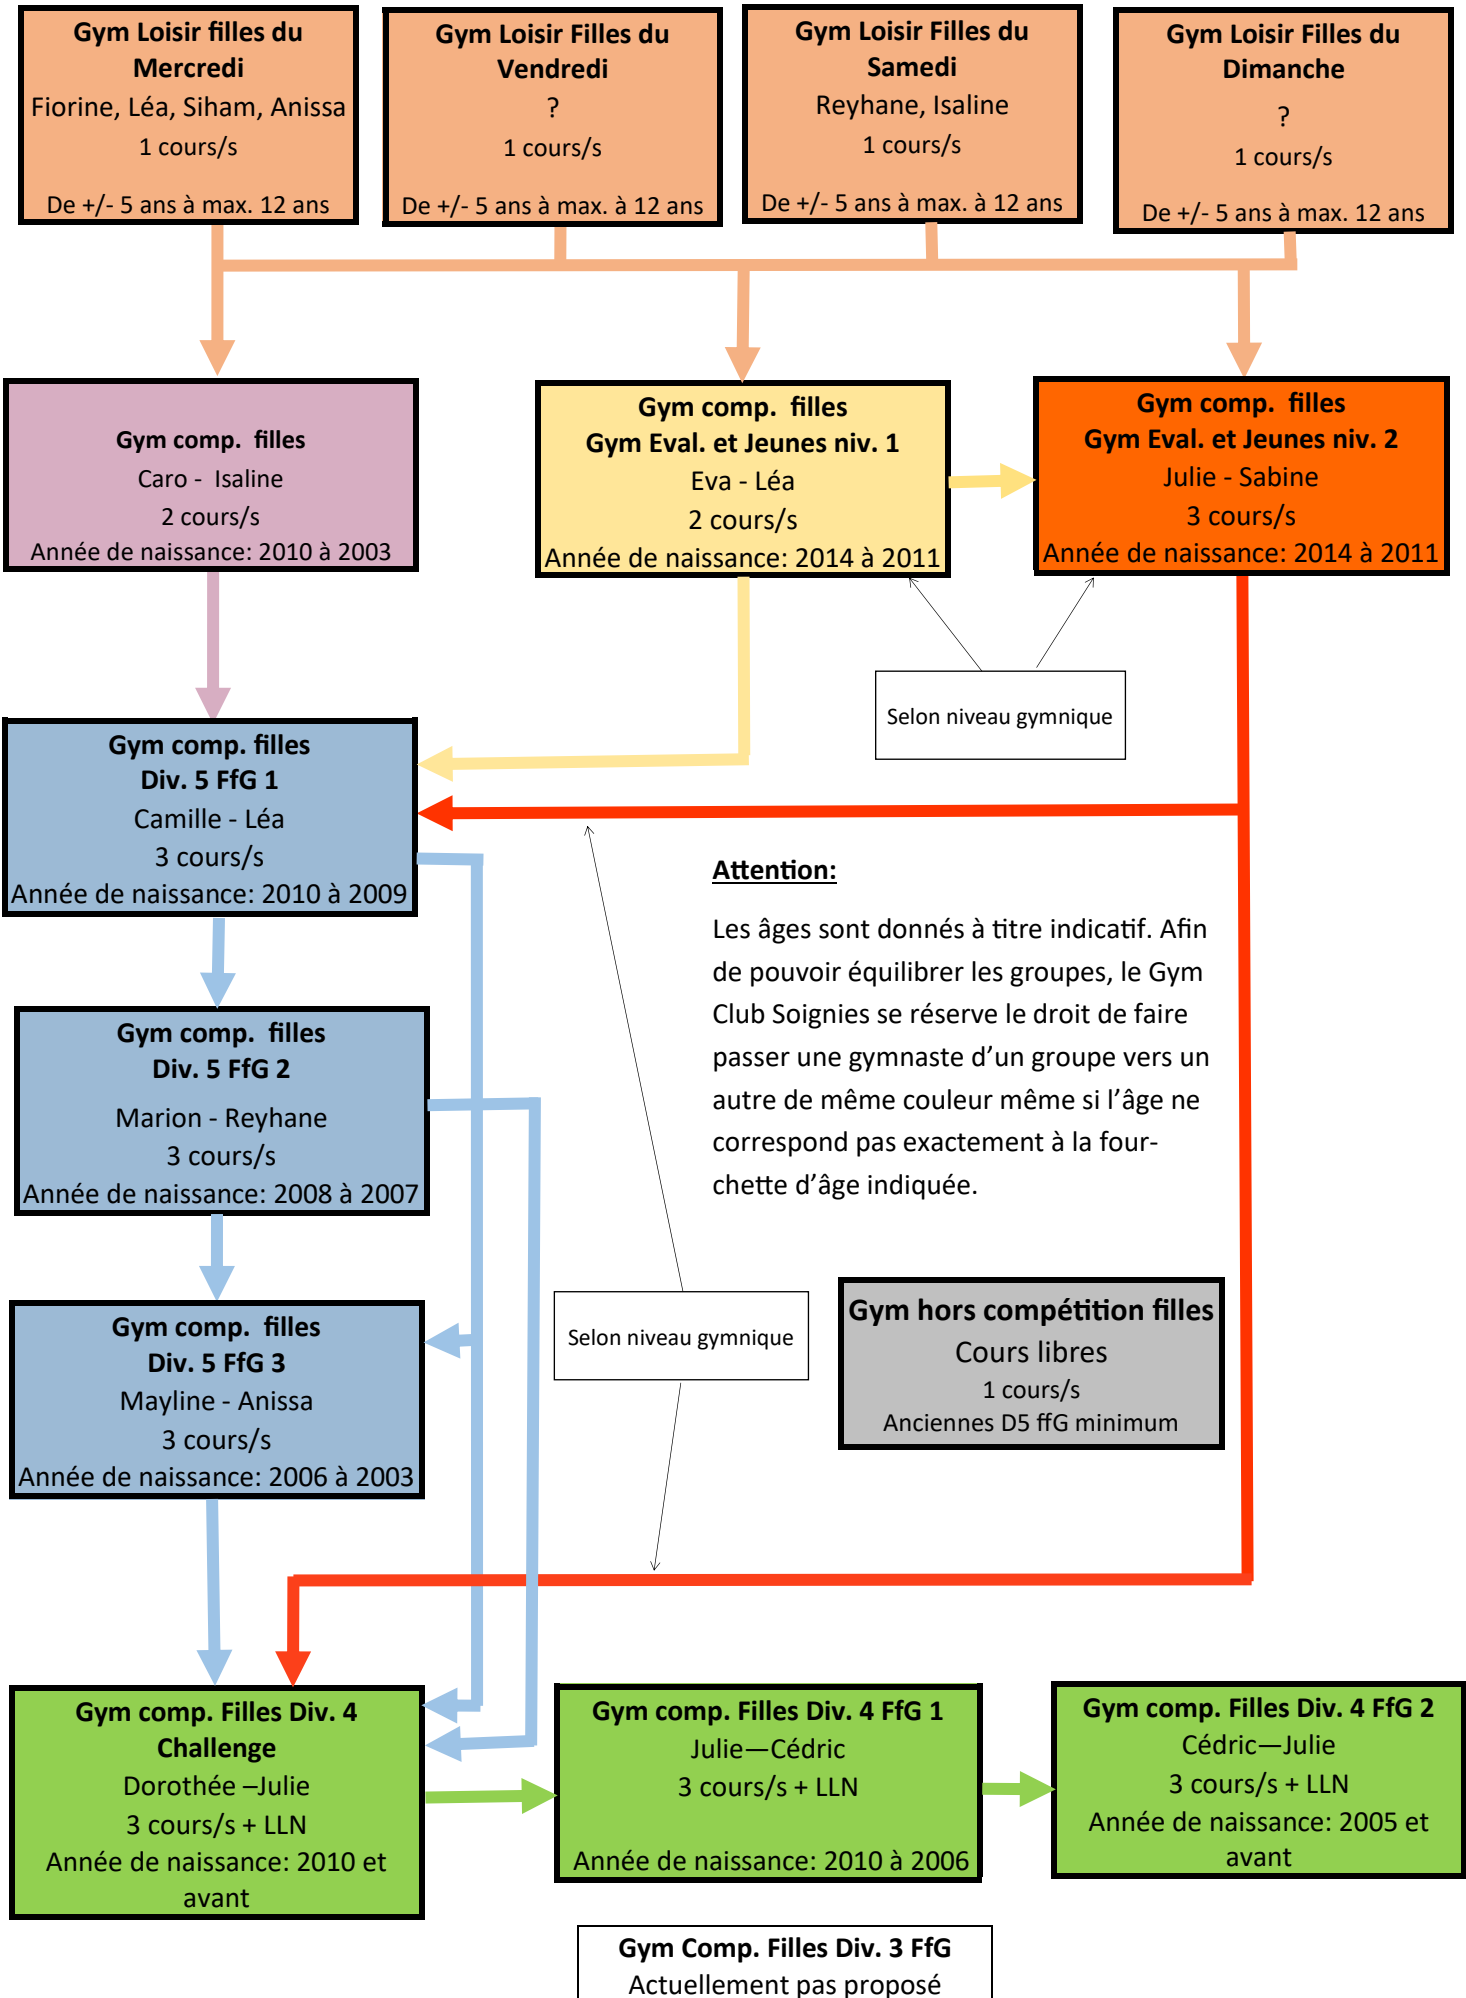 Gym Loisir filles du
Mercredi
Fiorine, Léa, Siham, Anissa
1 cours/s
De +/- 5 ans à max. 12 ans
Gym Loisir Filles du
Vendredi
?
1 cours/s
De +/- 5 ans à max. à 12 ans
Gym Loisir Filles du
Samedi
Reyhane, Isaline
1 cours/s
De +/- 5 ans à max. à 12 ans
Gym Loisir Filles du
Dimanche
?
1 cours/s
De +/- 5 ans à max. 12 ans
Gym comp.  filles
Caro -  Isaline
2 cours/s
Année de naissance: 2010 à 2003
Gym comp.  filles
Gym Eval. et Jeunes niv. 1
Eva - Léa
2 cours/s
Année de naissance: 2014 à 2011
Gym comp.  filles
Gym Eval. et Jeunes niv. 2
Julie - Sabine
3 cours/s
Année de naissance: 2014 à 2011
Selon niveau gymnique
Gym comp. filles
Div. 5 FfG 1
Camille - Léa
3 cours/s
Année de naissance: 2010 à 2009
Attention:
Les âges sont donnés à titre indicatif. Afin
de pouvoir équilibrer les groupes, le Gym
Club Soignies se réserve le droit de faire
passer une gymnaste d’un groupe vers un
autre de même couleur même si l’âge ne
correspond pas exactement à la four-
chette d’âge indiquée.
Gym comp.  filles
Div. 5 FfG 2
Marion - Reyhane
3 cours/s
Année de naissance: 2008 à 2007
Gym comp.  filles
Div. 5 FfG 3
Mayline - Anissa
3 cours/s
Année de naissance: 2006 à 2003
Selon niveau gymnique
Gym hors compétition filles
Cours libres
1 cours/s
Anciennes D5 ffG minimum
Gym comp. Filles Div. 4
Challenge
Dorothée –Julie
3 cours/s + LLN
Année de naissance: 2010 et
avant
Gym comp. Filles Div. 4 FfG 1
Julie—Cédric
3 cours/s + LLN
Année de naissance: 2010 à 2006
Gym comp. Filles Div. 4 FfG 2
Cédric—Julie
3 cours/s + LLN
Année de naissance: 2005 et
avant
Gym Comp. Filles Div. 3 FfG
Actuellement pas proposé